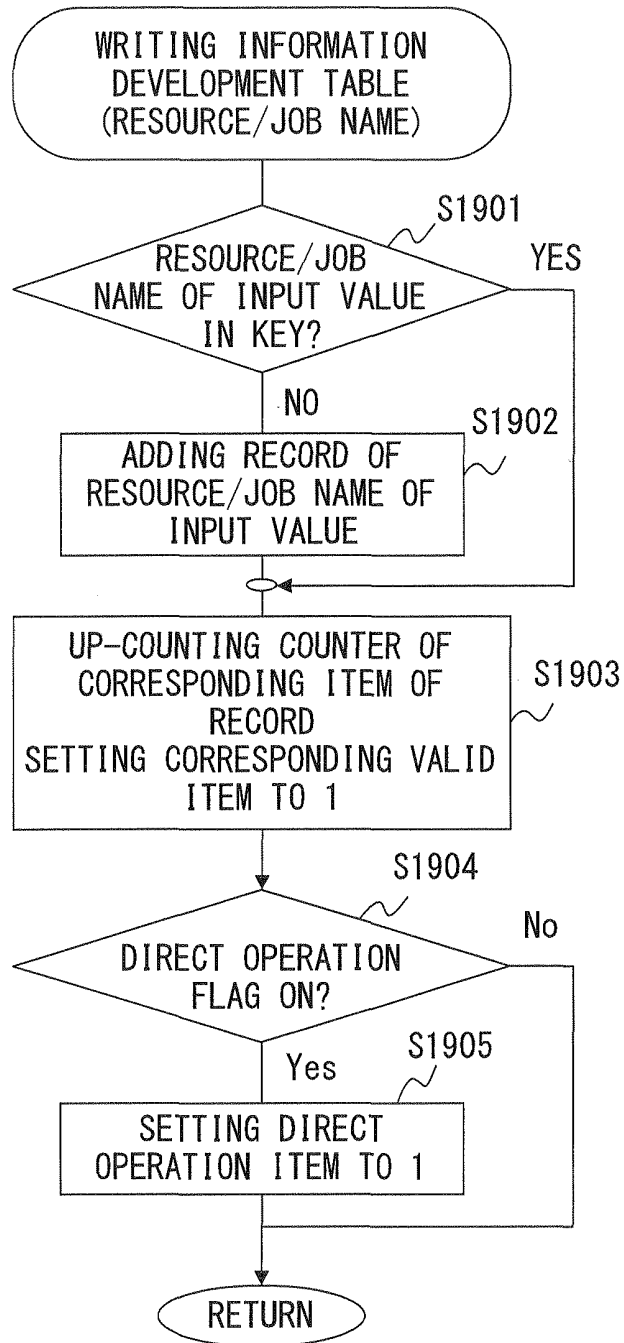 WRITING INFORMATION
DEVELOPMENT TABLE
(RESOURCE/JOB NAME)
S1901
RESOURCE/JOB
NAME OF INPUT VALUE
IN KEY?
YES
NO
S1902
ADDING RECORD OF
RESOURCE/JOB NAME OF
INPUT VALUE
UP-COUNTING COUNTER OF
CORRESPONDING ITEM OF
RECORD
SETTING CORRESPONDING VALID
ITEM TO 1
S1903
S1904
DIRECT OPERATION
FLAG ON?
No
Yes
S1905
SETTING DIRECT
OPERATION ITEM TO 1
RETURN